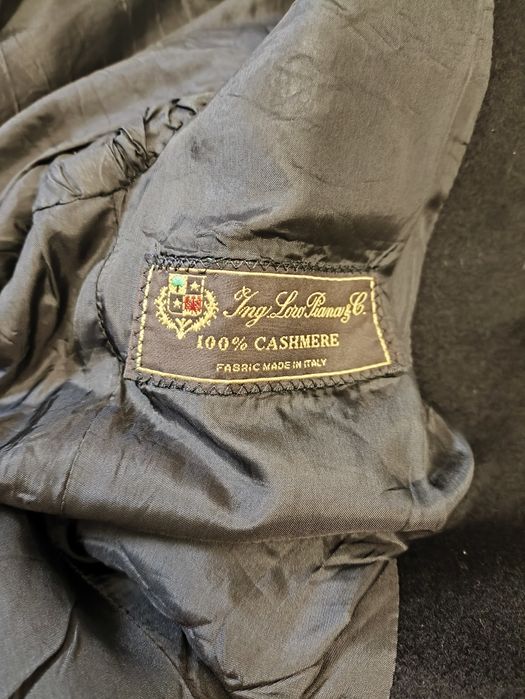 Ing. Loro Piana & C.
100% CASHMERE
FABRIC MADE IN ITALY